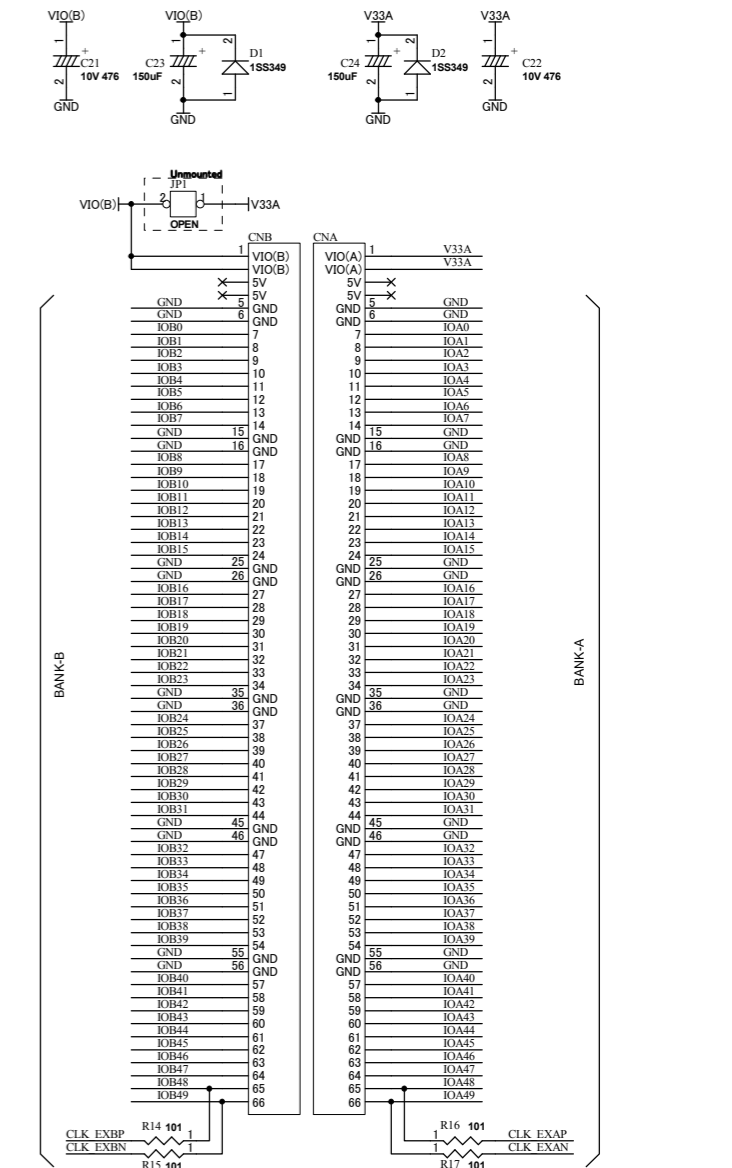 VIO(B) VIO(B) V33A V33A
1 + C21 10V 476 2 GND
1 + C23 150uF 2 GND 2 D1 1SS349 1
1 + C24 150uF 2 GND 2 D2 1SS349 1
1 + C22 10V 476 2 GND
Unmounted
JP1
VIO(B) 2 1 V33A
OPEN
CNB CNA
1 VIO(B) VIO(A) 1 V33A
VIO(B) VIO(A) V33A
5V 5V
5V 5V
GND 5 GND GND 5 GND
GND 6 GND GND 6 GND
IOB0 7 7 IOA0
IOB1 8 8 IOA1
IOB2 9 9 IOA2
IOB3 10 10 IOA3
IOB4 11 11 IOA4
IOB5 12 12 IOA5
IOB6 13 13 IOA6
IOB7 14 14 IOA7
GND 15 GND GND 15 GND
GND 16 GND GND 16 GND
IOB8 17 17 IOA8
IOB9 18 18 IOA9
IOB10 19 19 IOA10
IOB11 20 20 IOA11
IOB12 21 21 IOA12
IOB13 22 22 IOA13
IOB14 23 23 IOA14
IOB15 24 24 IOA15
GND 25 GND GND 25 GND
GND 26 GND GND 26 GND
IOB16 27 27 IOA16
IOB17 28 28 IOA17
IOB18 29 29 IOA18
IOB19 30 30 IOA19
IOB20 31 31 IOA20
IOB21 32 32 IOA21
IOB22 33 33 IOA22
IOB23 34 34 IOA23
BANK-B BANK-A
GND 35 GND GND 35 GND
GND 36 GND GND 36 GND
IOB24 37 37 IOA24
IOB25 38 38 IOA25
IOB26 39 39 IOA26
IOB27 40 40 IOA27
IOB28 41 41 IOA28
IOB29 42 42 IOA29
IOB30 43 43 IOA30
IOB31 44 44 IOA31
GND 45 GND GND 45 GND
GND 46 GND GND 46 GND
IOB32 47 47 IOA32
IOB33 48 48 IOA33
IOB34 49 49 IOA34
IOB35 50 50 IOA35
IOB36 51 51 IOA36
IOB37 52 52 IOA37
IOB38 53 53 IOA38
IOB39 54 54 IOA39
GND 55 GND GND 55 GND
GND 56 GND GND 56 GND
IOB40 57 57 IOA40
IOB41 58 58 IOA41
IOB42 59 59 IOA42
IOB43 60 60 IOA43
IOB44 61 61 IOA44
IOB45 62 62 IOA45
IOB46 63 63 IOA46
IOB47 64 64 IOA47
IOB48 65 65 IOA48
IOB49 66 66 IOA49
CLK_EXBP R14 101 1 1 R16 101 CLK_EXAP
CLK_EXBN R15 101 1 1 R17 101 CLK_EXAN